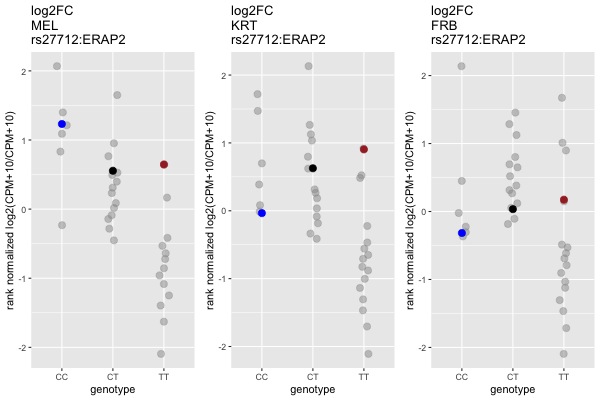 log2FC
MEL
rs27712:ERAP2
rank normalized log2(CPM+10/CPM+10)
2
1
0
-1
-2
CC
CT
TT
genotype
log2FC
KRT
rs27712:ERAP2
rank normalized log2(CPM+10/CPM+10)
2
1
0
-1
-2
CC
CT
TT
genotype
log2FC
FRB
rs27712:ERAP2
rank normalized log2(CPM+10/CPM+10)
2
1
0
-1
-2
CC
CT
TT
genotype